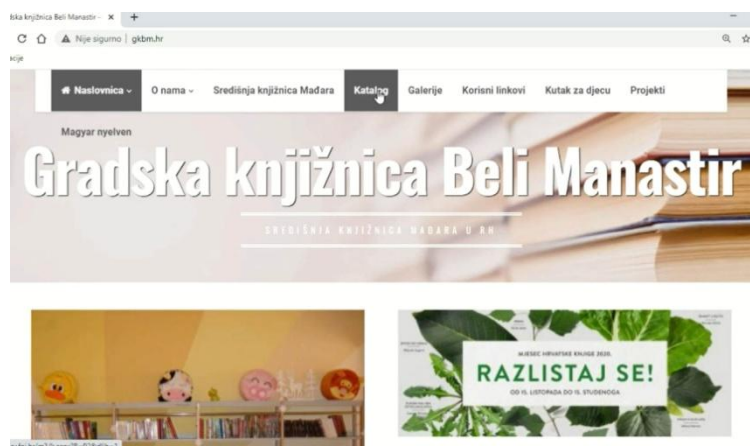 dska knjižnica Beli Manastir -
Nije sigurno | gkbm.hr
acije
Naslovnica O nama Središnja knjižnica Mađara Katalog Galerije Korisni linkovi Kutak za djecu Projekti
Magyar nyelven
Gradska knjižnica Beli Manastir
SREDIŠNJA KNJIŽNICA MAĐARA U RH
MJESEC HRVATSKE KNJIGE 2020.
RAZLISTAJ SE!
OD 15. LISTOPADA DO 15. STUDENOGA